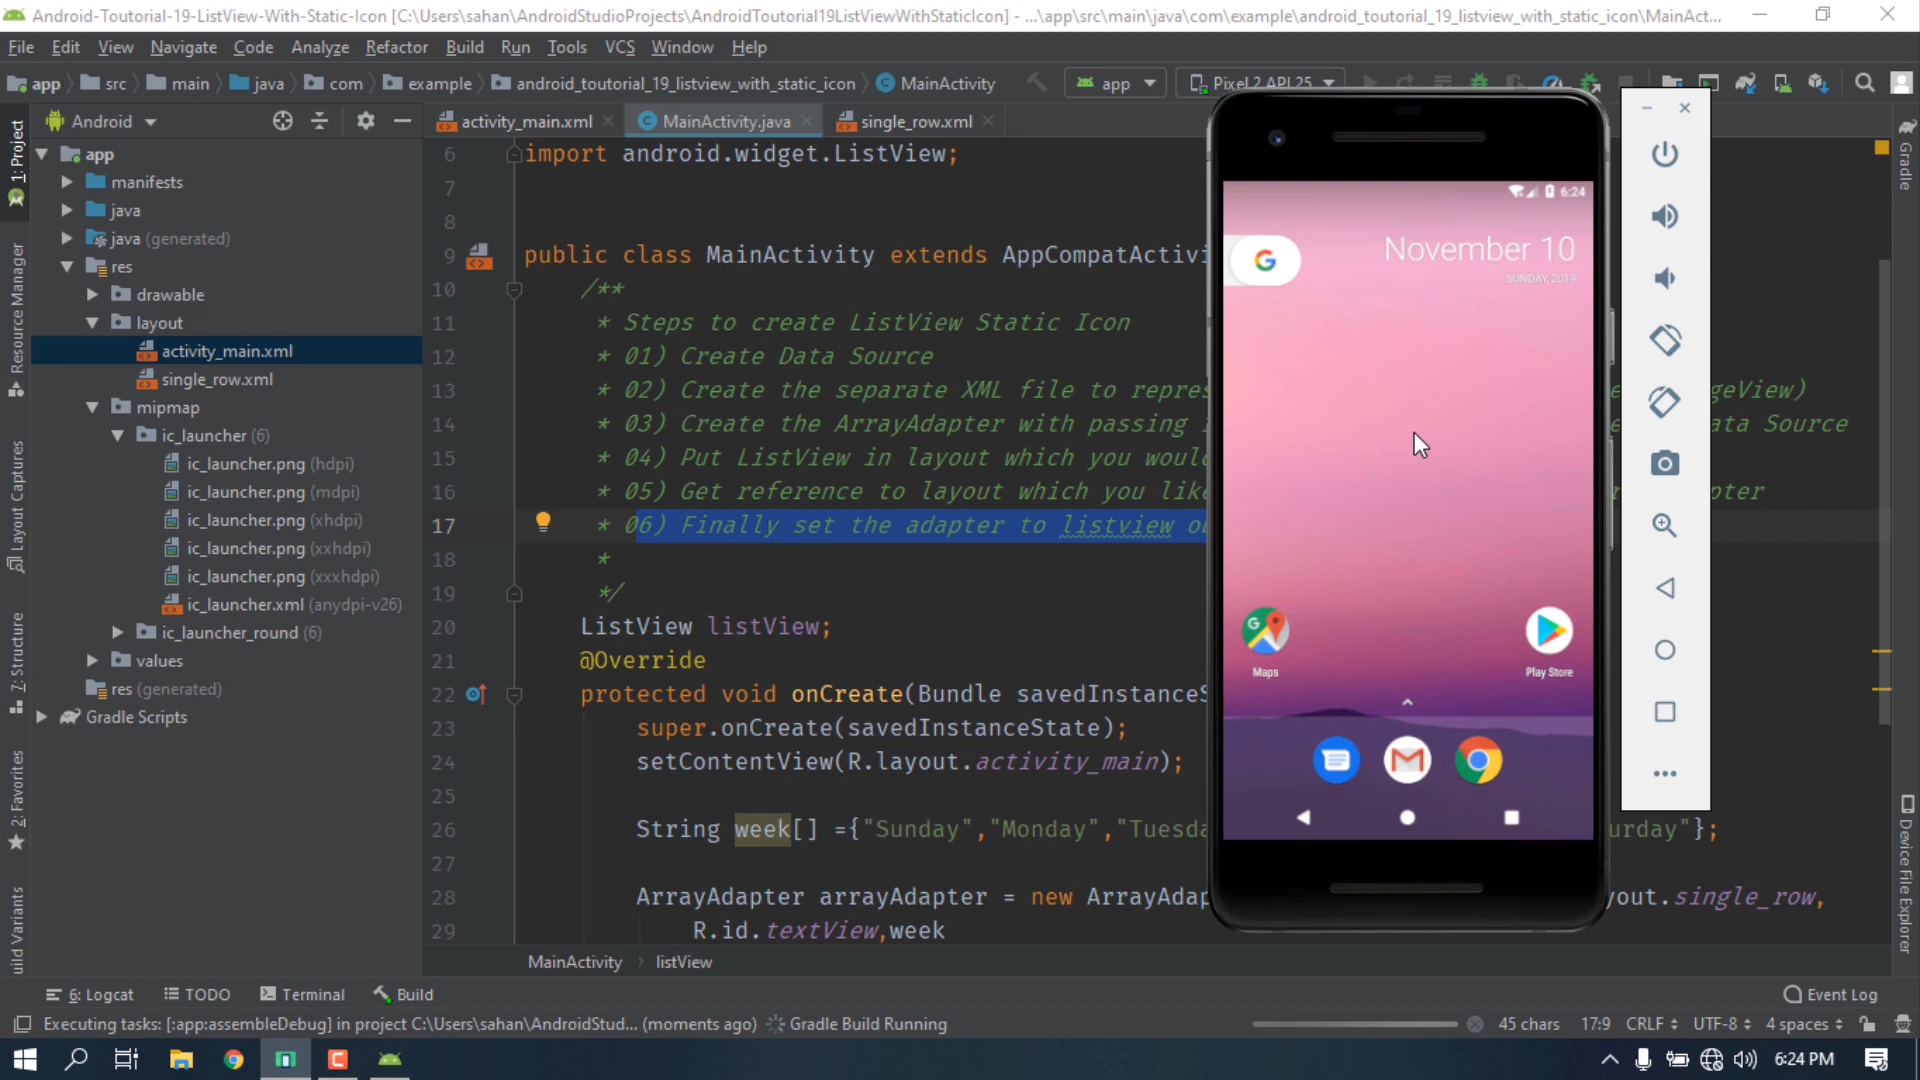 Android-Toutorial-19-ListView-With-Static-Icon [C:\Users\sahan\AndroidStudioProjects\AndroidToutorial19ListViewWithStaticIcon] - ...\app\src\main\java\com\example\android_toutorial_19_listview_with_static_icon\MainAct...
File Edit View Navigate Code Analyze Refactor Build Run Tools VCS Window Help
app src main java com example android_toutorial_19_listview_with_static_icon MainActivity app Pixel 2 API 25
Android activity_main.xml MainActivity.java single_row.xml
1: Project
Resource Manager
Layout Captures
7: Structure
2: Favorites
uild Variants
app
manifests
java
java (generated)
res
drawable
layout
activity_main.xml
single_row.xml
mipmap
ic_launcher (6)
ic_launcher.png (hdpi)
ic_launcher.png (mdpi)
ic_launcher.png (xhdpi)
ic_launcher.png (xxhdpi)
ic_launcher.png (xxxhdpi)
ic_launcher.xml (anydpi-v26)
ic_launcher_round (6)
values
res (generated)
Gradle Scripts
6 import android.widget.ListView;
7
8
9 public class MainActivity extends AppCompatActivi
10 /**
11 * Steps to create ListView Static Icon
12 * 01) Create Data Source
13 * 02) Create the separate XML file to repres geView)
14 * 03) Create the ArrayAdapter with passing ata Source
15 * 04) Put ListView in layout which you woul
16 * 05) Get reference to layout which you like pter
17 * 06) Finally set the adapter to listview o
18 *
19 */
20 ListView listView;
21 @Override
22 protected void onCreate(Bundle savedInstanceS
23 super.onCreate(savedInstanceState);
24 setContentView(R.layout.activity_main);
25
26 String week[] ={"Sunday","Monday","Tuesda urday"};
27
28 ArrayAdapter arrayAdapter = new ArrayAdap yout.single_row,
29 R.id.textView,week
6:24
G
November 10
SUNDAY, 2019
Maps
Play Store
Gradle
Device File Explorer
MainActivity listView
6: Logcat TODO Terminal Build Event Log
Executing tasks: [:app:assembleDebug] in project C:\Users\sahan\AndroidStud... (moments ago) Gradle Build Running 45 chars 17:9 CRLF UTF-8 4 spaces
6:24 PM